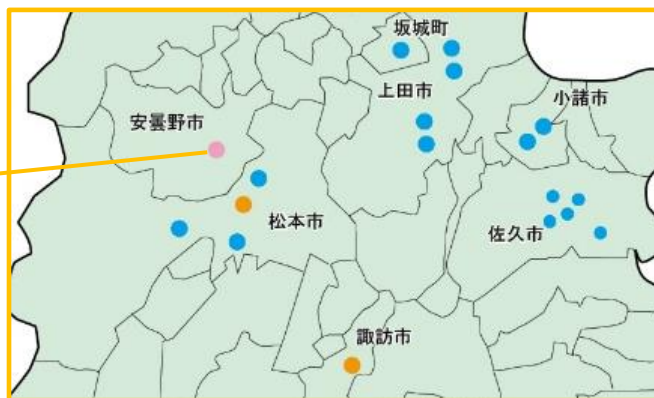 坂城町
上田市
小諸市
安曇野市
松本市
佐久市
諏訪市